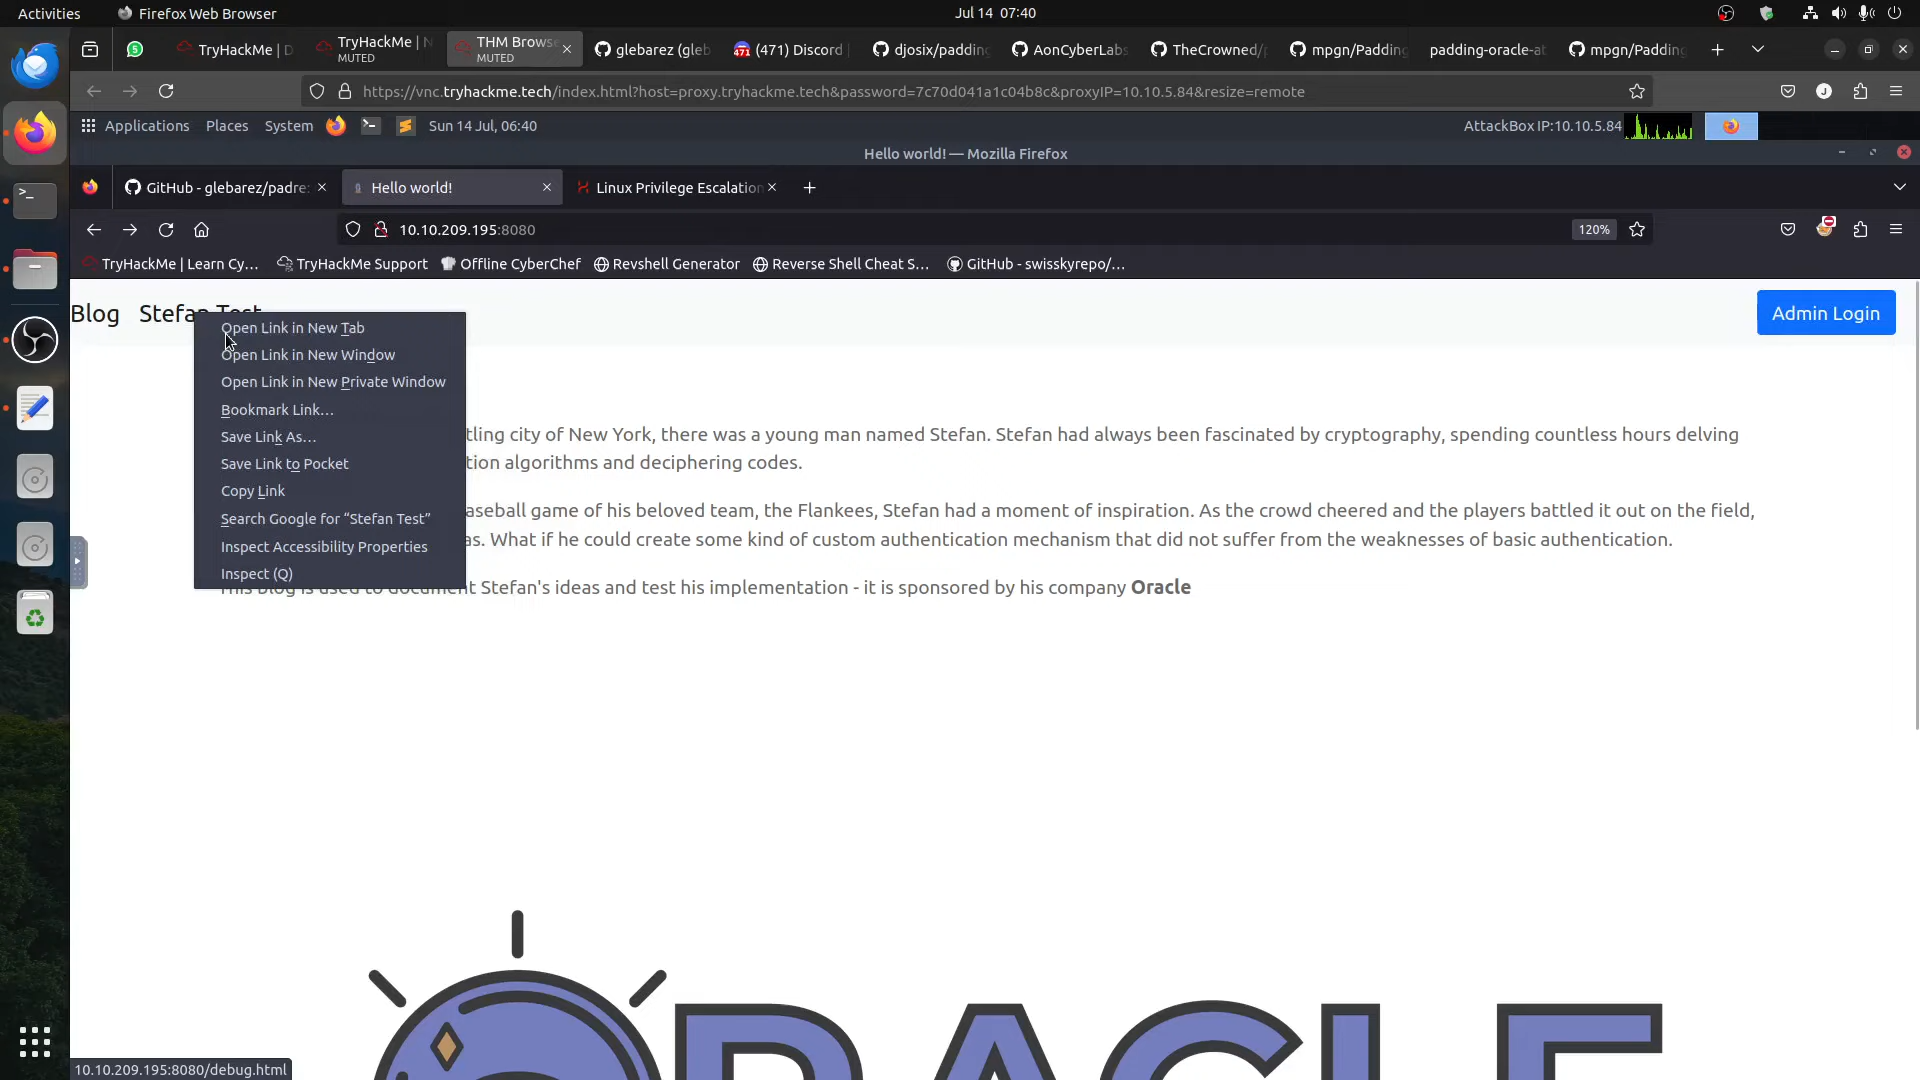 Activities Firefox Web Browser Jul 14 07:40
TryHackMe | D
TryHackMe | N
MUTED
THM Brows
MUTED
glebarez (gleb
(471) Discord
djosix/padding
AonCyberLabs
TheCrowned/p
mpgn/Padding
padding-oracle-at
mpgn/Padding
https://vnc.tryhackme.tech/index.html?host=proxy.tryhackme.tech&password=7c70d041a1c04b8c&proxyIP=10.10.5.84&resize=remote
Applications Places System Sun 14 Jul, 06:40 AttackBox IP:10.10.5.84
Hello world! — Mozilla Firefox
GitHub - glebarez/padre: Hello world! Linux Privilege Escalation
10.10.209.195:8080 120%
TryHackMe | Learn Cy… TryHackMe Support Offline CyberChef Revshell Generator Reverse Shell Cheat S… GitHub - swisskyrepo/…
Blog Stefan Test Admin Login
Open Link in New Tab
Open Link in New Window
Open Link in New Private Window
Bookmark Link…
Save Link As…
Save Link to Pocket
Copy Link
Search Google for “Stefan Test”
Inspect Accessibility Properties
Inspect (Q)
tling city of New York, there was a young man named Stefan. Stefan had always been fascinated by cryptography, spending countless hours delving
tion algorithms and deciphering codes.
aseball game of his beloved team, the Flankees, Stefan had a moment of inspiration. As the crowd cheered and the players battled it out on the field,
as. What if he could create some kind of custom authentication mechanism that did not suffer from the weaknesses of basic authentication.
This blog is used to document Stefan's ideas and test his implementation - it is sponsored by his company Oracle
RACLE
10.10.209.195:8080/debug.html